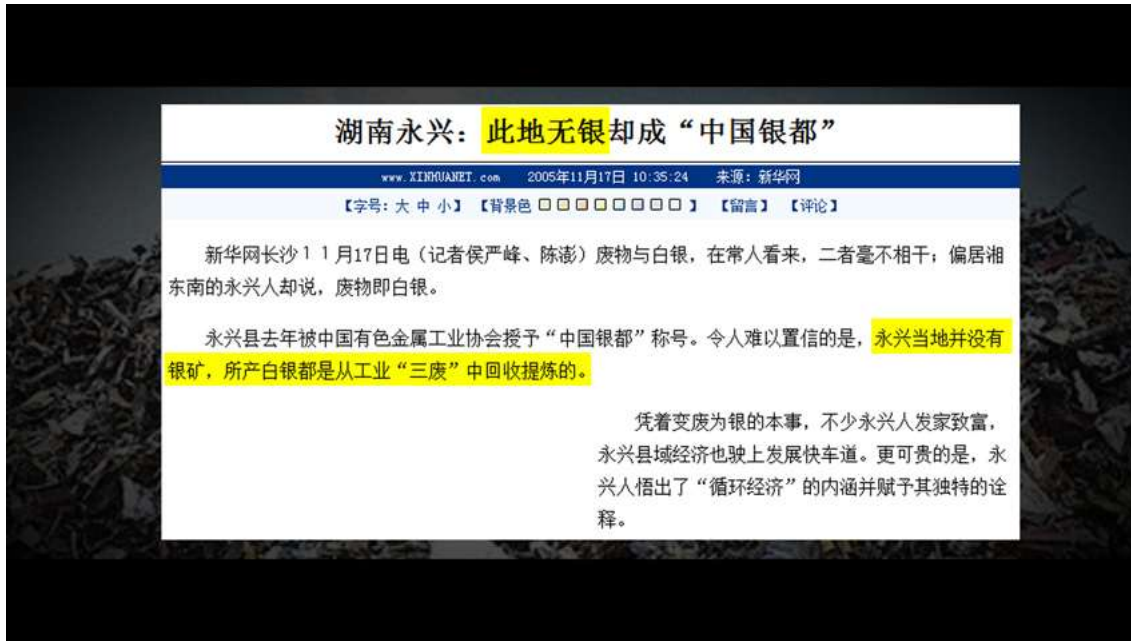 湖南永兴：此地无银却成“中国银都”
www.XINHUANET.com 2005年11月17日 10:35:24 来源：新华网
【字号：大 中 小】 【背景色 】 【留言】 【评论】
新华网长沙11月17日电（记者侯严峰、陈澎）废物与白银，在常人看来，二者毫不相干；偏居湘
东南的永兴人却说，废物即白银。
永兴县去年被中国有色金属工业协会授予“中国银都”称号。令人难以置信的是，永兴当地并没有
银矿，所产白银都是从工业“三废”中回收提炼的。
凭着变废为银的本事，不少永兴人发家致富，
永兴县域经济也驶上发展快车道。更可贵的是，永
兴人悟出了“循环经济”的内涵并赋予其独特的诠
释。